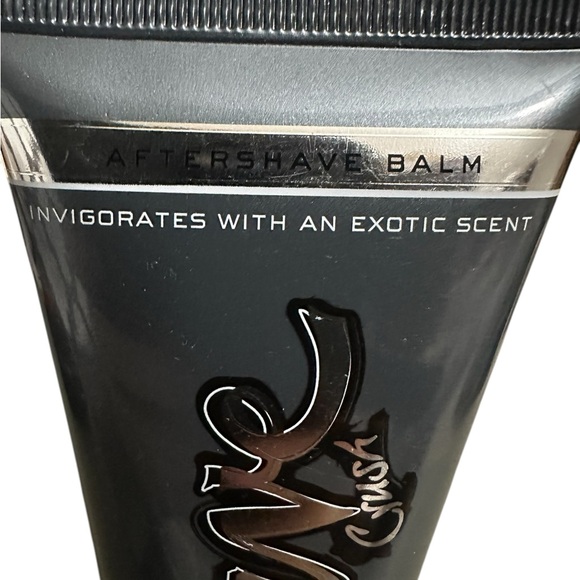 AFTERSHAVE BALM
INVIGORATES WITH AN EXOTIC SCENT
Crush